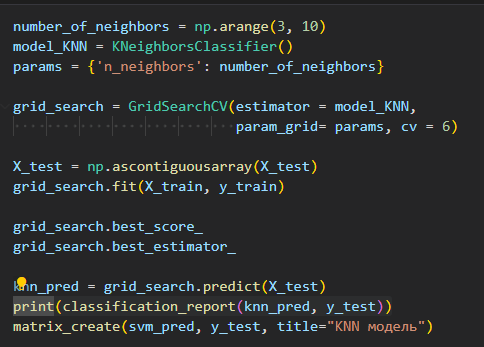 number_of_neighbors = np.arange(3, 10)
model_KNN = KNeighborsClassifier()
params = {'n_neighbors': number_of_neighbors}
grid_search = GridSearchCV(estimator = model_KNN,
param_grid= params, cv = 6)
X_test = np.ascontiguousarray(X_test)
grid_search.fit(X_train, y_train)
grid_search.best_score_
grid_search.best_estimator_
knn_pred = grid_search.predict(X_test)
print(classification_report(knn_pred, y_test))
matrix_create(svm_pred, y_test, title="KNN модель")